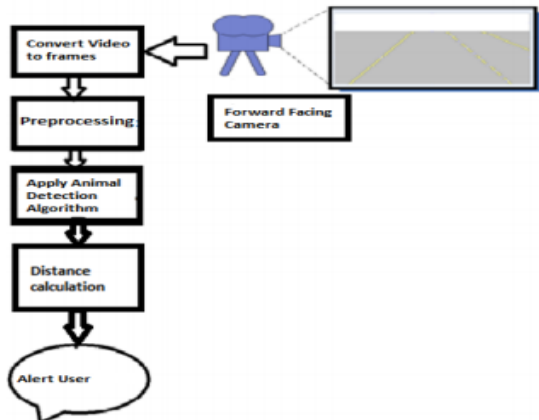 Convert Video
to frames
Forward Facing
Camera
Preprocessing
Apply Animal
Detection
Algorithm
Distance
calculation
Alert User